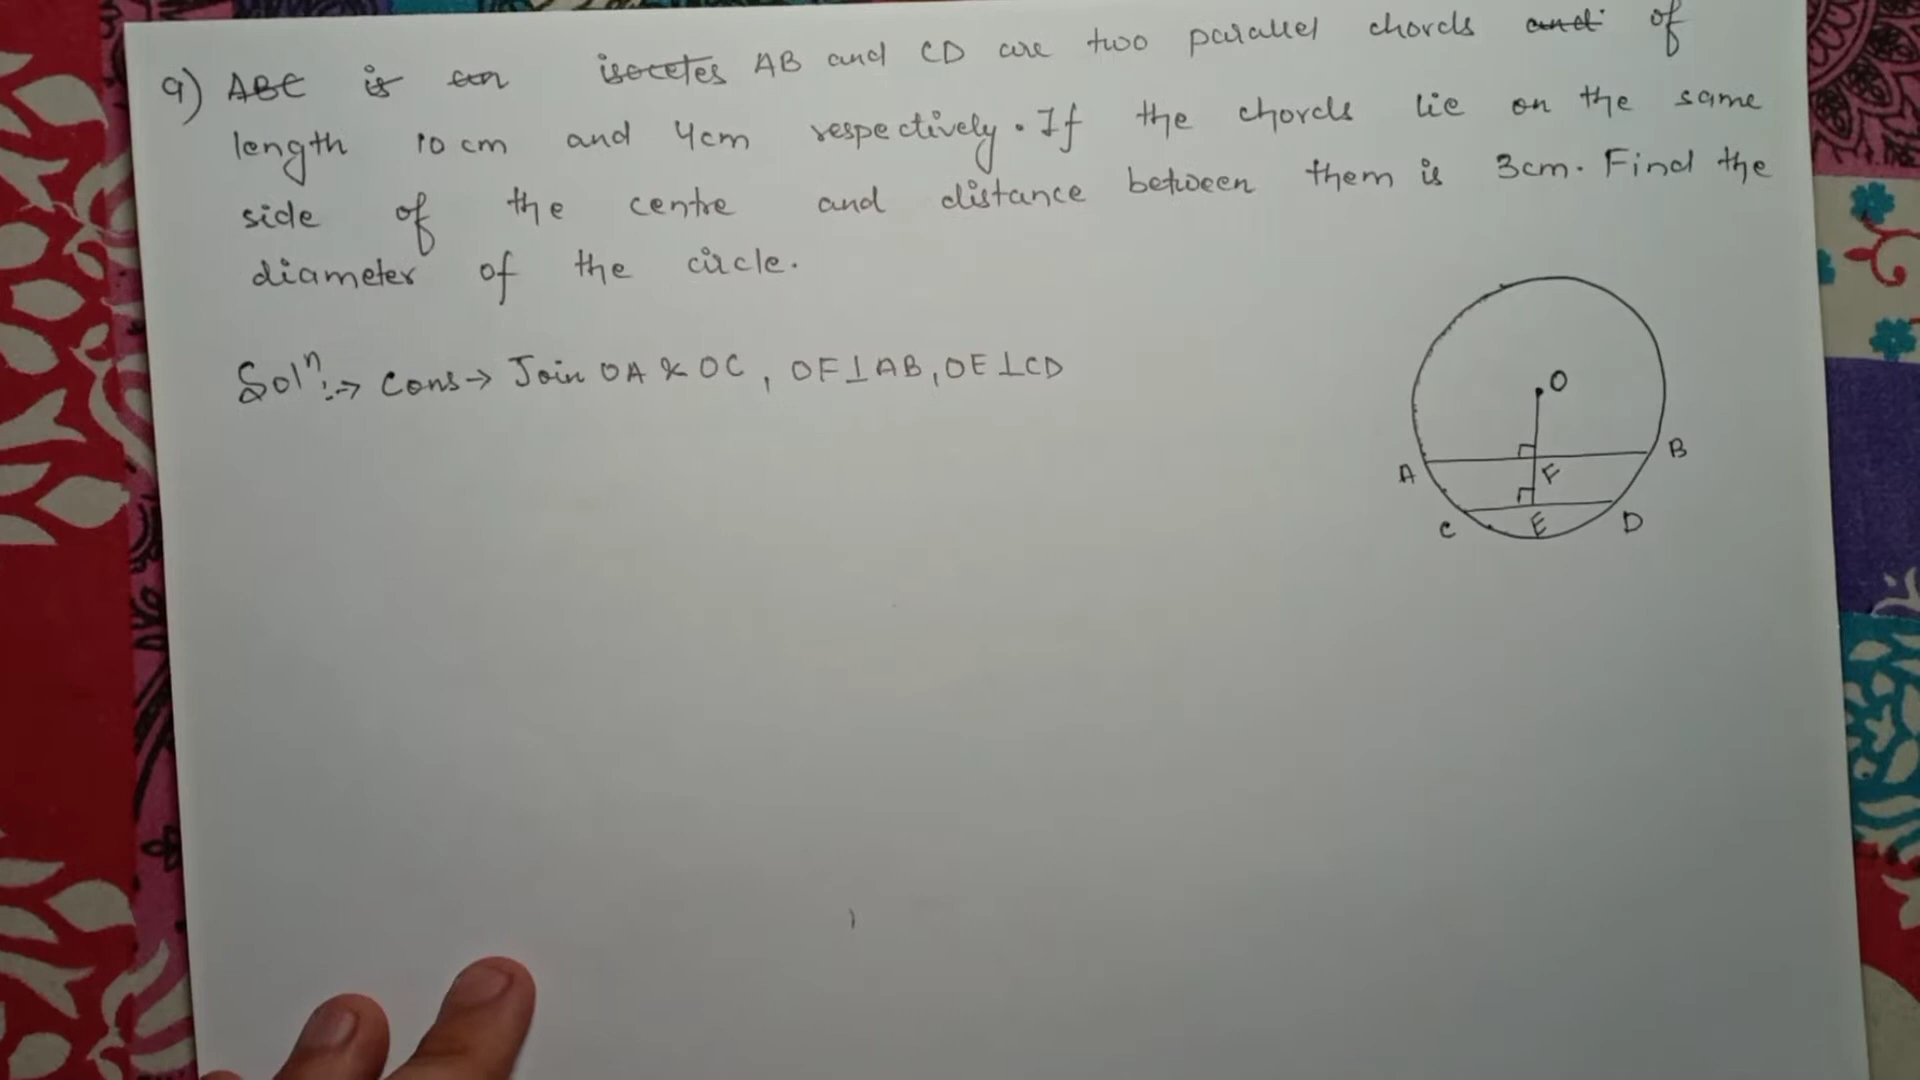 9) ABC is an isoceles AB and CD are two parallel chords and of
length 10 cm and 4cm respectively. If the chords lie on the same
side of the centre and distance between them is 3cm. Find the
diameter of the circle.
Solⁿ:→ Cons→ Join OA & OC, OF⊥AB, OE⊥CD
O
A
B
F
C
E
D